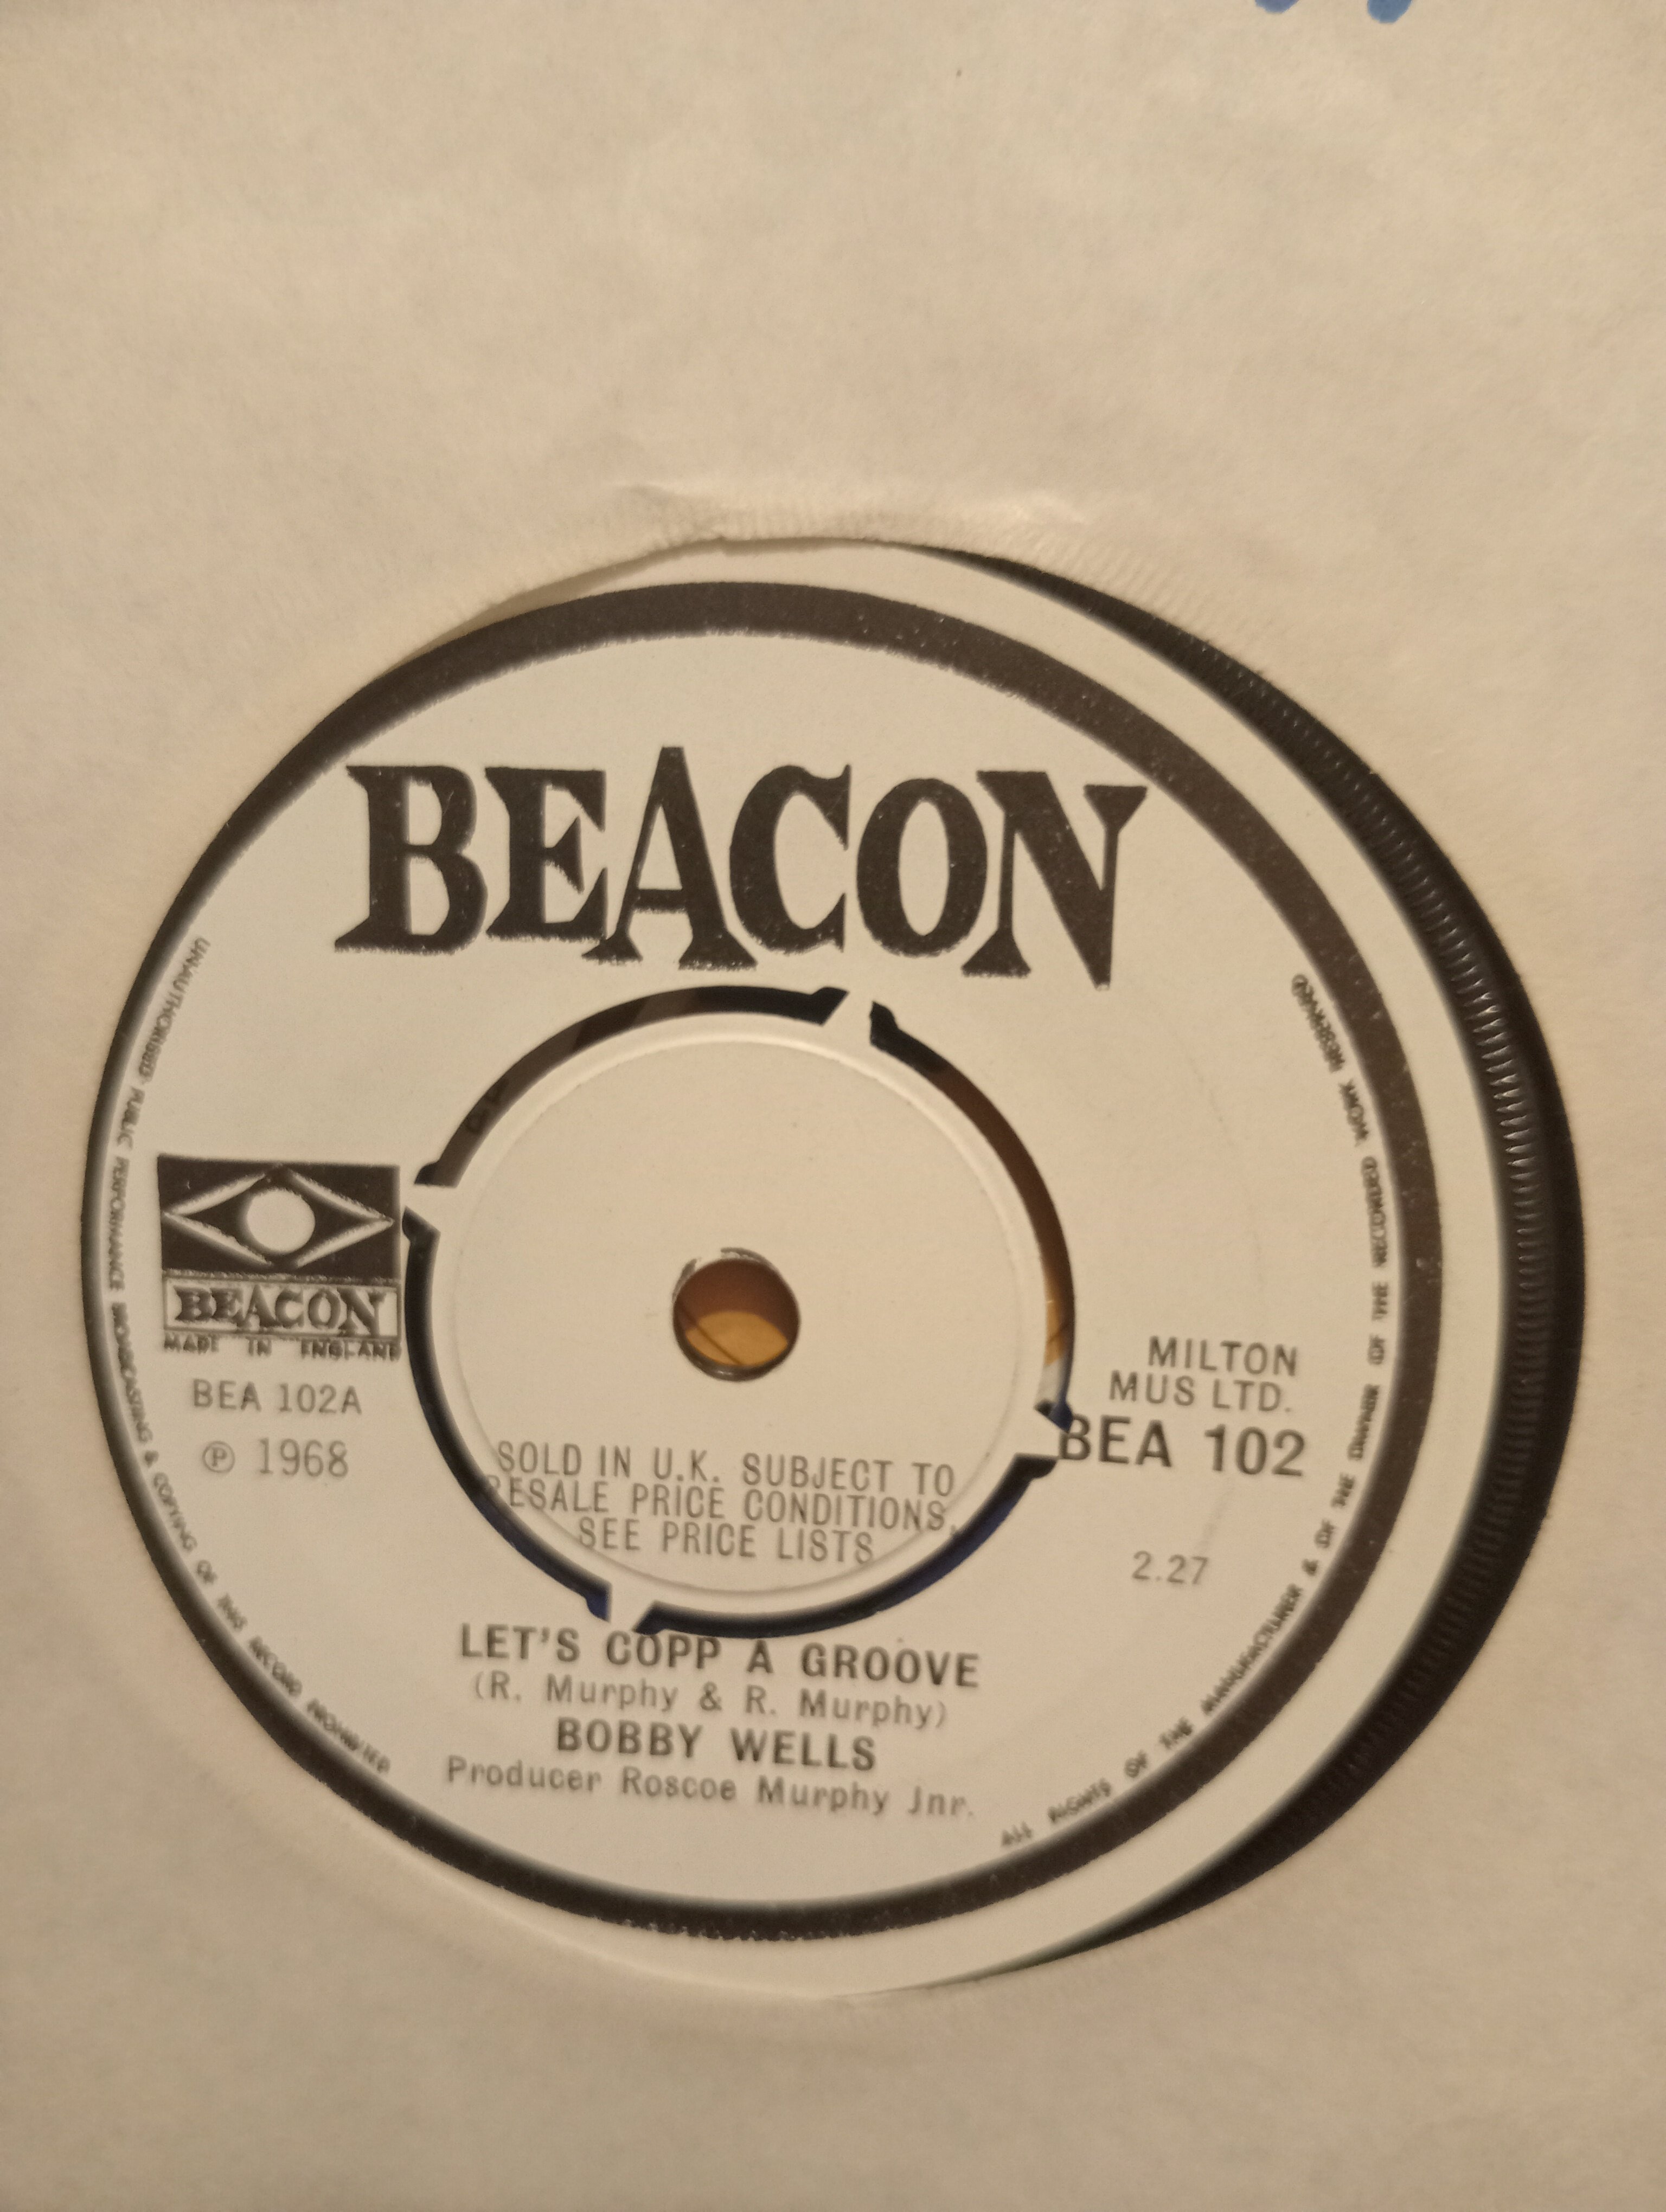 BEACON
BEACON
MADE IN ENGLAND
BEA 102A
Ⓟ 1968
MILTON
MUS LTD.
BEA 102
2.27
SOLD IN U.K. SUBJECT TO
RESALE PRICE CONDITIONS,
SEE PRICE LISTS
LET'S COPP A GROOVE
(R. Murphy & R. Murphy)
BOBBY WELLS
Producer Roscoe Murphy Jnr.
UNAUTHORISED PUBLIC PERFORMANCE BROADCASTING & COPYING OF THIS RECORD PROHIBITED
ALL RIGHTS OF THE MANUFACTURER & OF THE OWNER OF THE RECORDED WORK RESERVED